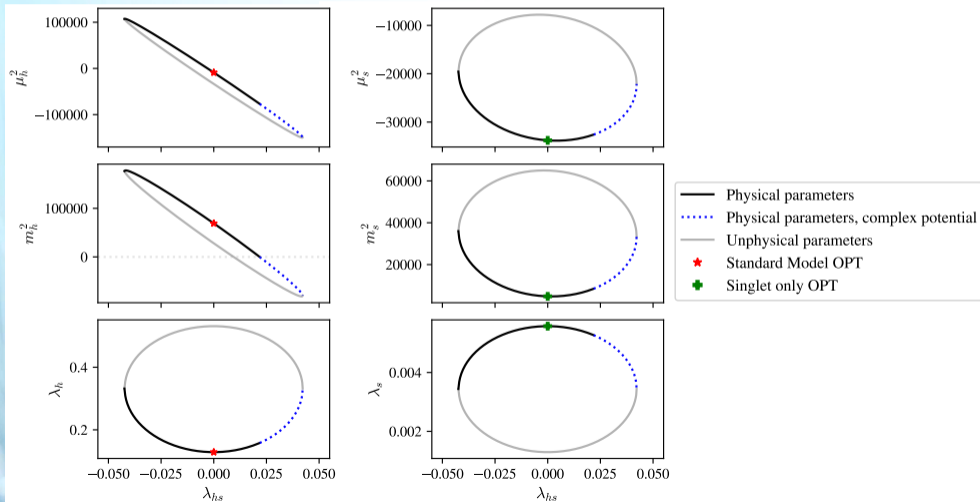 100000
0
−100000
μ²ₕ
−10000
−20000
−30000
μ²ₛ
100000
0
m²ₕ
60000
40000
20000
m²ₛ
0.4
0.2
λₕ
0.004
0.002
λₛ
−0.050 −0.025 0.000 0.025 0.050
λₕₛ
−0.050 −0.025 0.000 0.025 0.050
λₕₛ
Physical parameters
Physical parameters, complex potential
Unphysical parameters
Standard Model OPT
Singlet only OPT